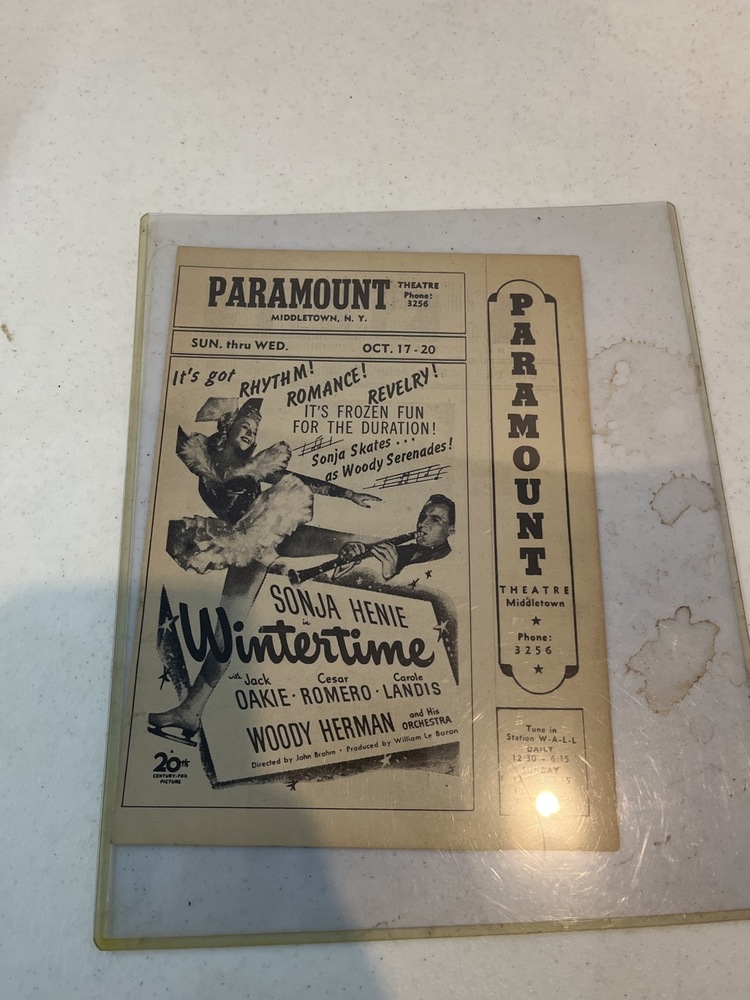 PARAMOUNT THEATRE
Phone:
3256
MIDDLETOWN, N. Y.
SUN. thru WED. OCT. 17 - 20
It's got RHYTHM!
ROMANCE!
REVELRY!
IT'S FROZEN FUN
FOR THE DURATION!
Sonja Skates . . .
as Woody Serenades!
SONJA HENIE
in
Wintertime
with Jack Cesar Carole
OAKIE · ROMERO · LANDIS
WOODY HERMAN and His
ORCHESTRA
Directed by John Brahm · Produced by William Le Baron
A
20th
CENTURY-FOX
PICTURE
PARAMOUNT
THEATRE
Middletown
Phone:
3256
Tune in
Station W-A-L-L
DAILY
12:30 - 6:15